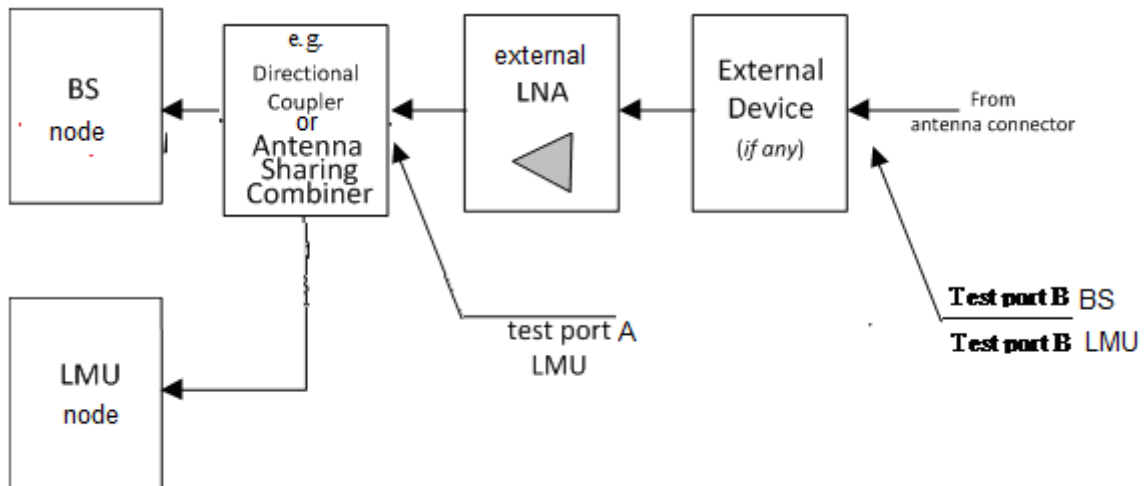 BS
node
e.g.
Directional
Coupler
or
Antenna
Sharing
Combiner
external
LNA
External
Device
(if any)
From
antenna connector
test port A
LMU
Test port B BS
Test port B LMU
LMU
node